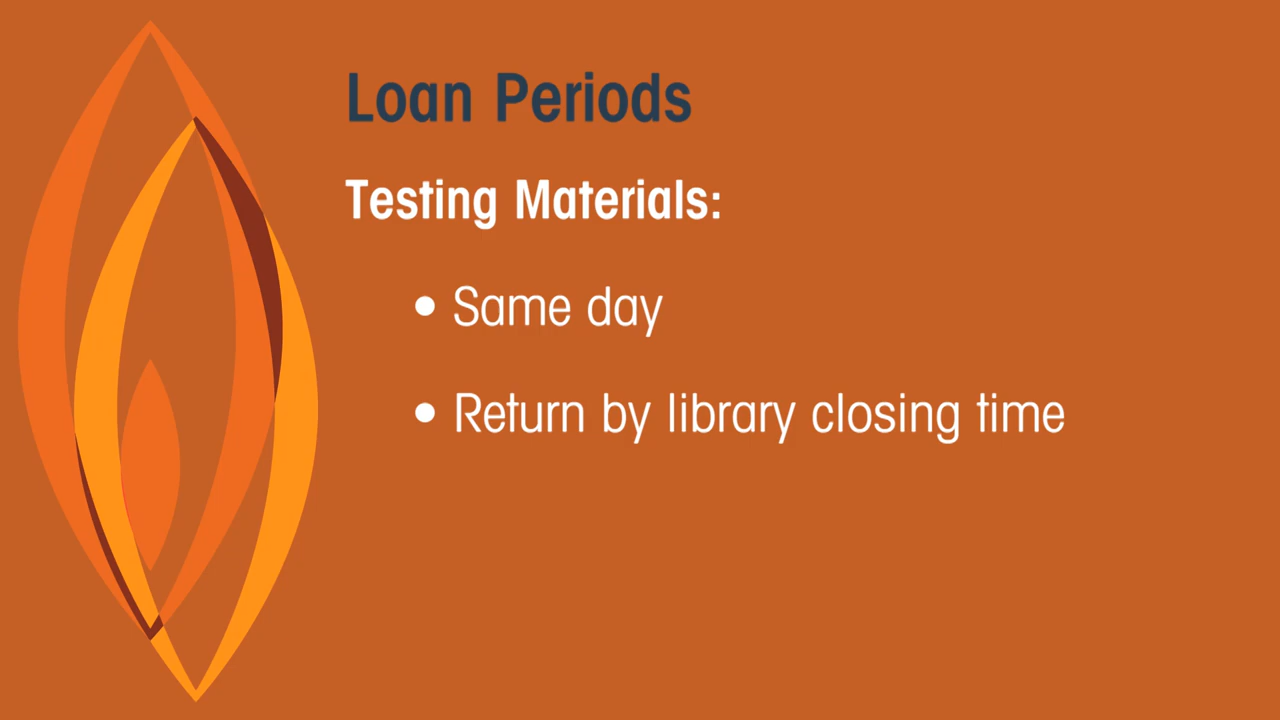 Loan Periods
Testing Materials:
• Same day
• Return by library closing time